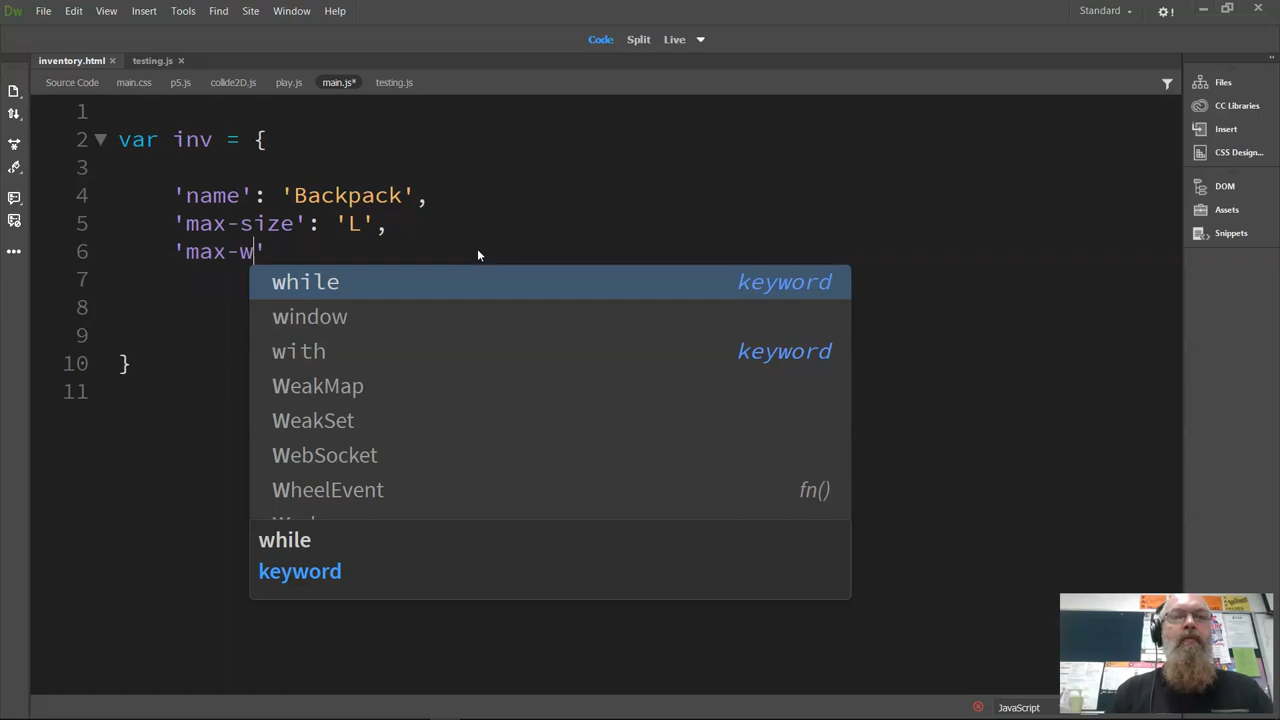 Dw File Edit View Insert Tools Find Site Window Help Standard
Code Split Live
inventory.html × testing.js ×
Source Code main.css p5.js collide2D.js play.js main.js* testing.js
1
2 var inv = {
3
4 'name': 'Backpack',
5 'max-size': 'L',
6 'max-w'
7
8
9
10 }
11
while keyword
window
with keyword
WeakMap
WeakSet
WebSocket
WheelEvent fn()
while
keyword
Files
CC Libraries
Insert
CSS Design...
DOM
Assets
Snippets
JavaScript